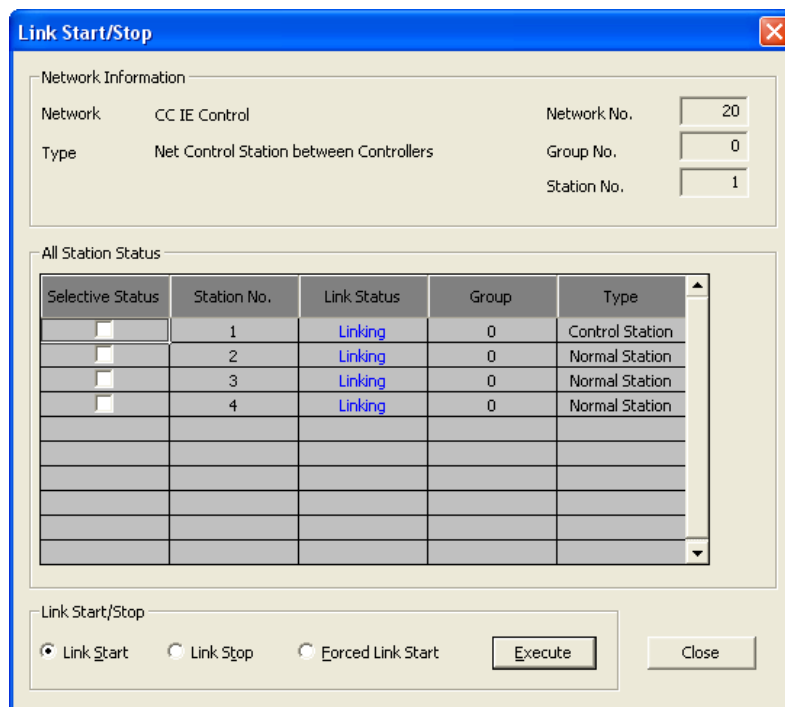 Link Start/Stop
Network Information
Network CC IE Control Network No. 20
Type Net Control Station between Controllers Group No. 0
Station No. 1
All Station Status
Selective Status Station No. Link Status Group Type
1 Linking 0 Control Station
2 Linking 0 Normal Station
3 Linking 0 Normal Station
4 Linking 0 Normal Station
Link Start/Stop
Link Start Link Stop Forced Link Start Execute Close